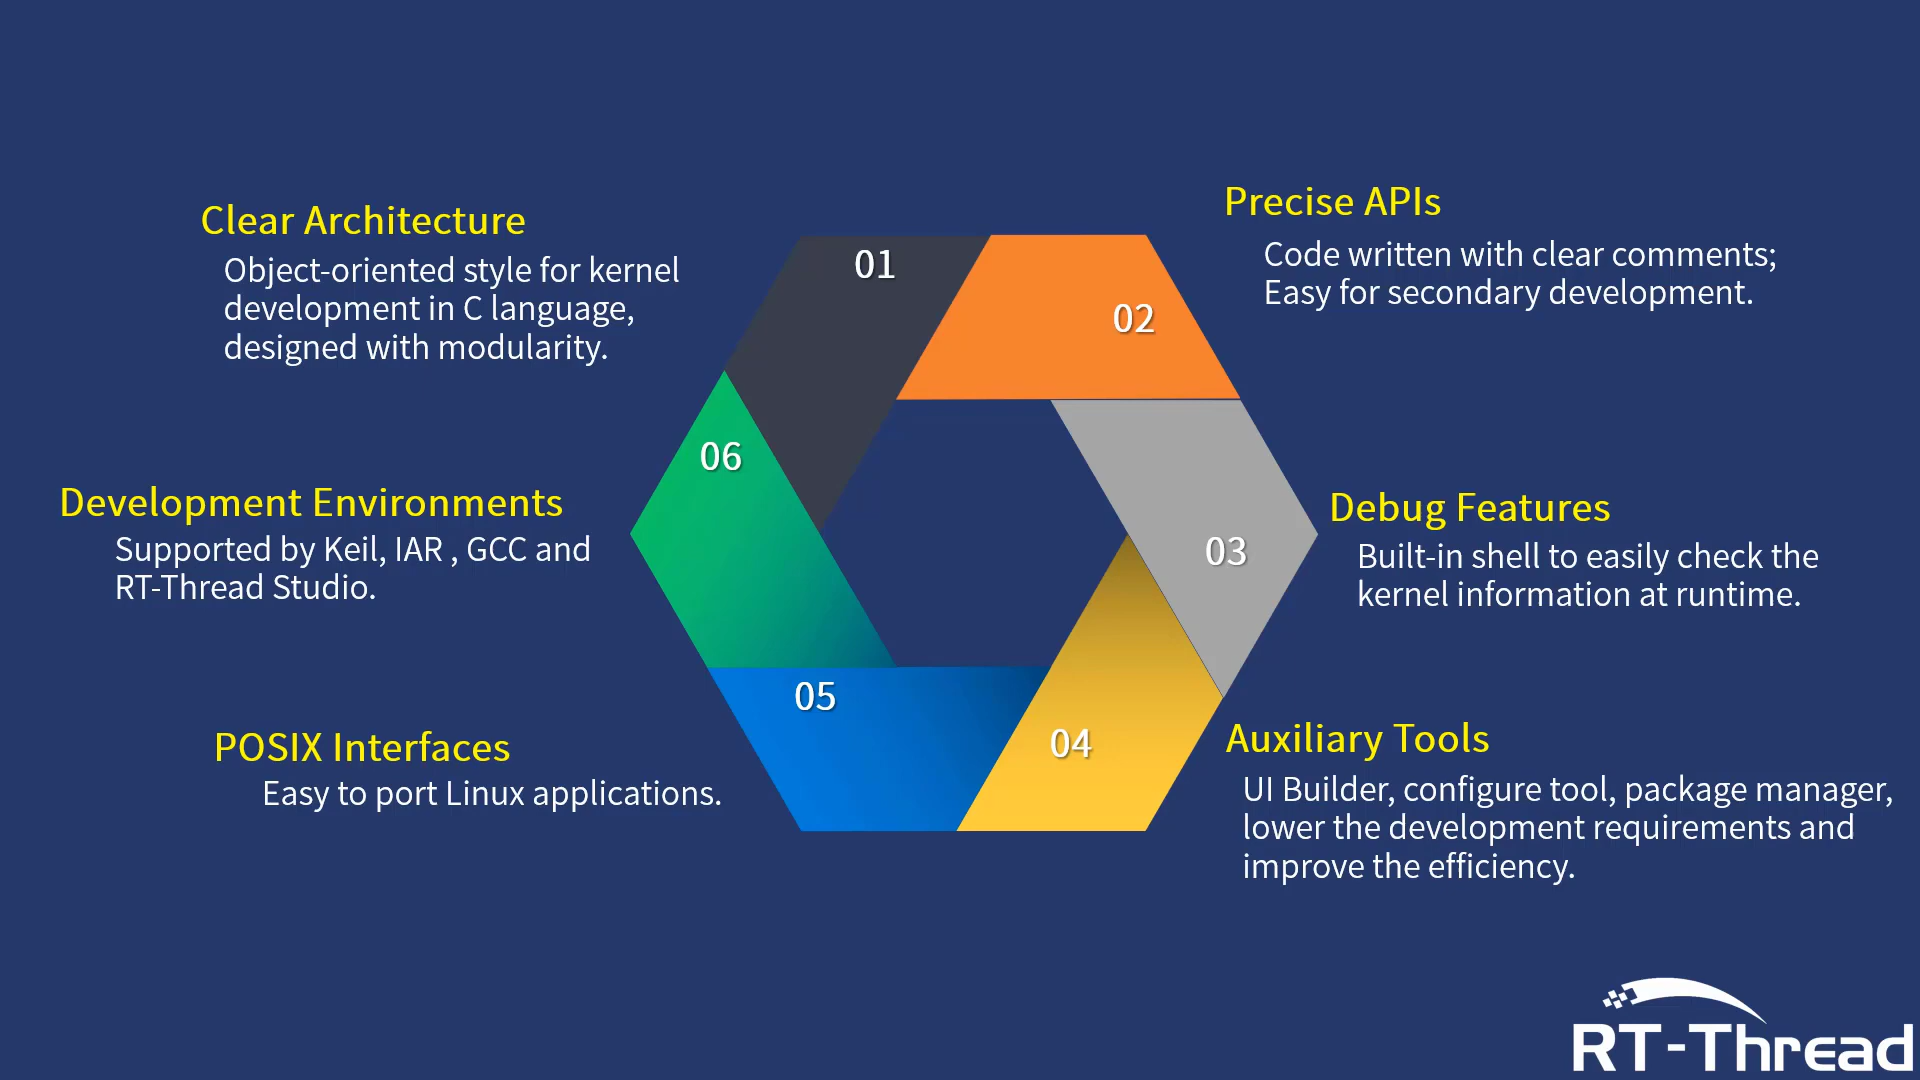 01
Clear Architecture
Object-oriented style for kernel
development in C language,
designed with modularity.
02
Precise APIs
Code written with clear comments;
Easy for secondary development.
03
Debug Features
Built-in shell to easily check the
kernel information at runtime.
04
Auxiliary Tools
UI Builder, configure tool, package manager,
lower the development requirements and
improve the efficiency.
05
POSIX Interfaces
Easy to port Linux applications.
06
Development Environments
Supported by Keil, IAR , GCC and
RT-Thread Studio.
RT-Thread